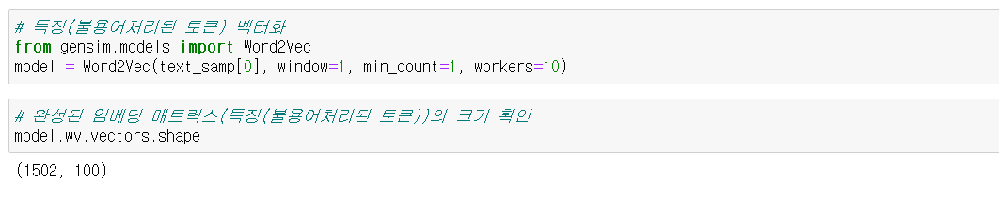 # 특징(불용어처리된 토큰) 벡터화
from gensim.models import Word2Vec
model = Word2Vec(text_samp[0], window=1, min_count=1, workers=10)
# 완성된 임베딩 매트릭스(특징(불용어처리된 토큰))의 크기 확인
model.wv.vectors.shape
(1502, 100)